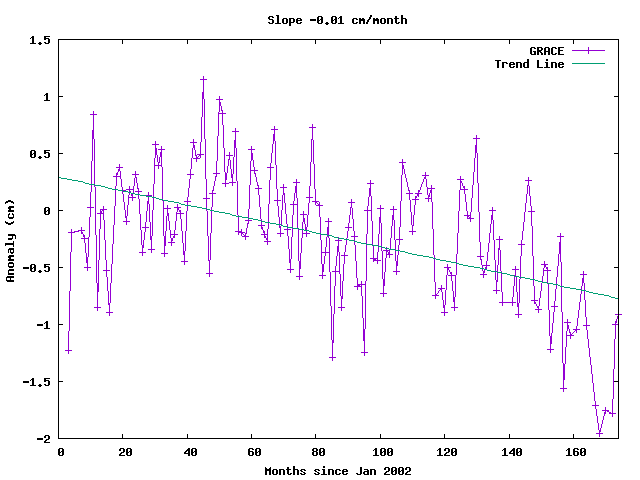 Slope -0.01 cm/month
GRACE
Trend Line
1.5
1
0.5
0
-0.5
-1
-1.5
-2
Anomaly (cm)
0 20 40 60 80 100 120 140 160
Months since Jan 2002